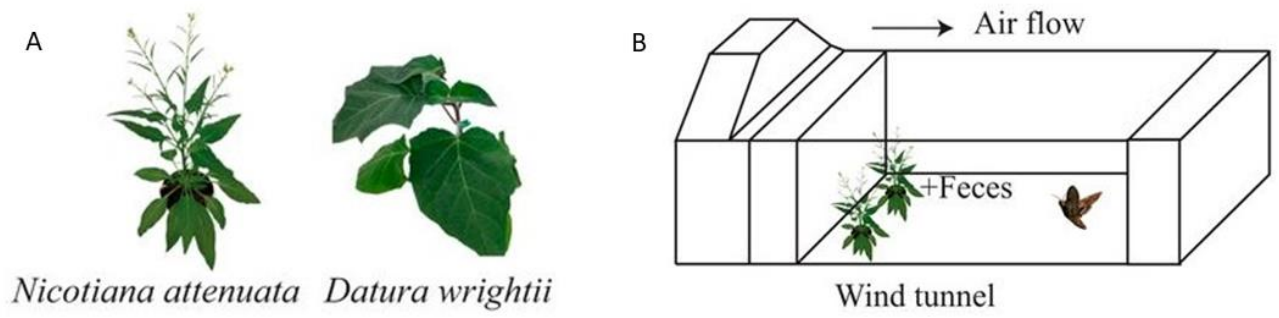 A
Nicotiana attenuata
Datura wrightii
B
Air flow
+Feces
Wind tunnel